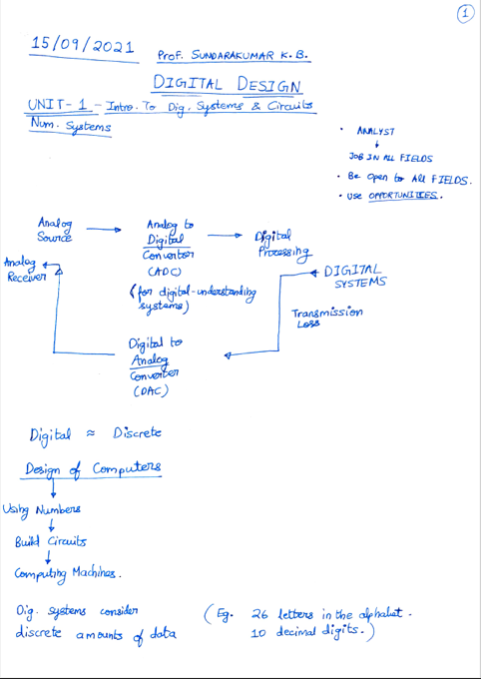 1
15/09/2021
Prof. SUNDARAKUMAR K. B.
DIGITAL DESIGN
UNIT-1 - Intro. To Dig. Systems & Circuits
Num. Systems
• ANALYST
JOB IN ALL FIELDS
• Be Open to All FIELDS.
• Use OPPORTUNITIES.
Analog
Source
Analog to
Digital
Converter
(ADC)
(for digital-understanding
systems)
Digital
Processing
Analog
Receiver
DIGITAL
SYSTEMS
Transmission
Loss
Digital to
Analog
Converter
(DAC)
Digital ≈ Discrete
Design of Computers
Using Numbers
Build Circuits
Computing Machines.
Dig. systems consider
discrete amounts of data
(Eg. 26 letters in the alphabet.
10 decimal digits.)